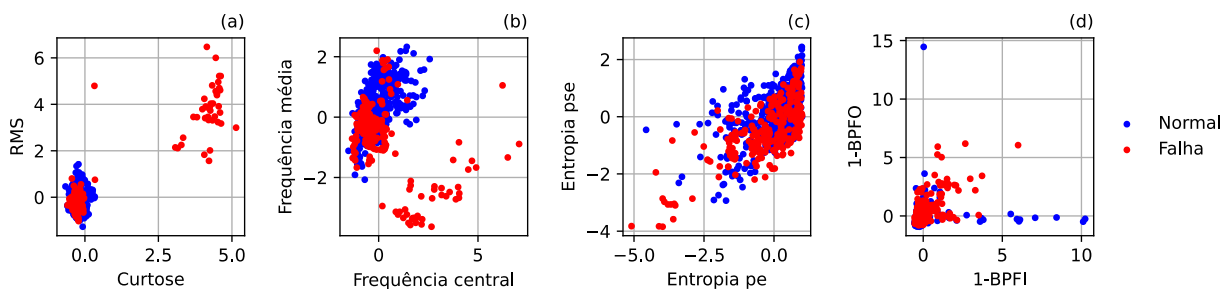 (a)
RMS
6
4
2
0
0.0 2.5 5.0
Curtose
(b)
Frequência média
2
0
−2
0 5
Frequência central
(c)
Entropia pse
2
0
−2
−4
−5.0 −2.5 0.0
Entropia pe
(d)
1-BPFO
15
10
5
0
0 5 10
1-BPFI
Normal
Falha